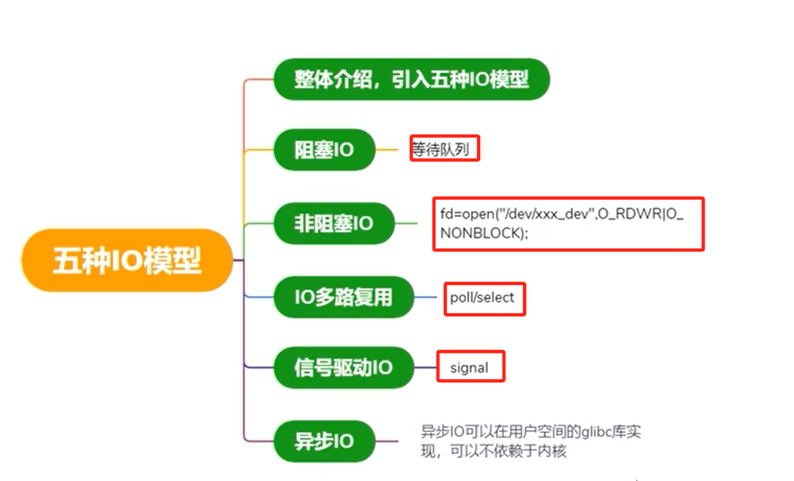 整体介绍，引入五种IO模型
阻塞IO
等待队列
非阻塞IO
fd=open("/dev/xxx_dev",O_RDWR|O_
NONBLOCK);
五种IO模型
IO多路复用
poll/select
信号驱动IO
signal
异步IO
异步IO可以在用户空间的glibc库实
现，可以不依赖于内核